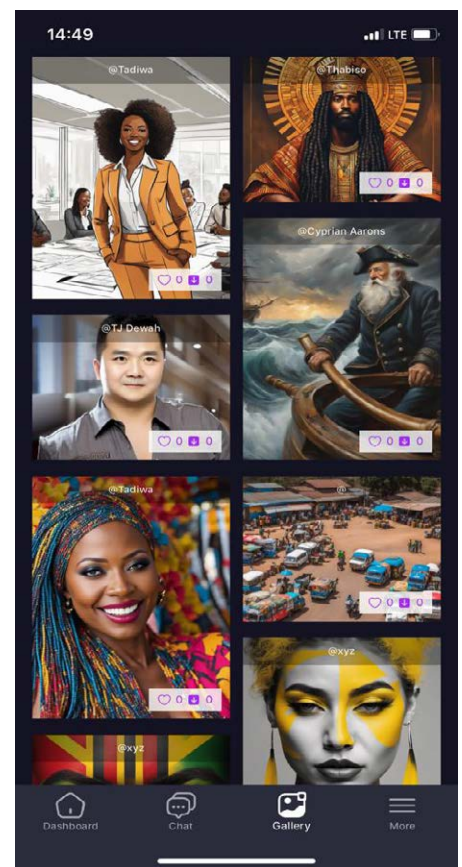 14:49
LTE
@Tadiwa
@Thabiso
0 0
0 0
@Cyprian Aarons
@TJ Dewah
0 0
0 0
@Tadiwa
@
0 0
0 0
@xyz
@xyz
Dashboard
Chat
Gallery
More